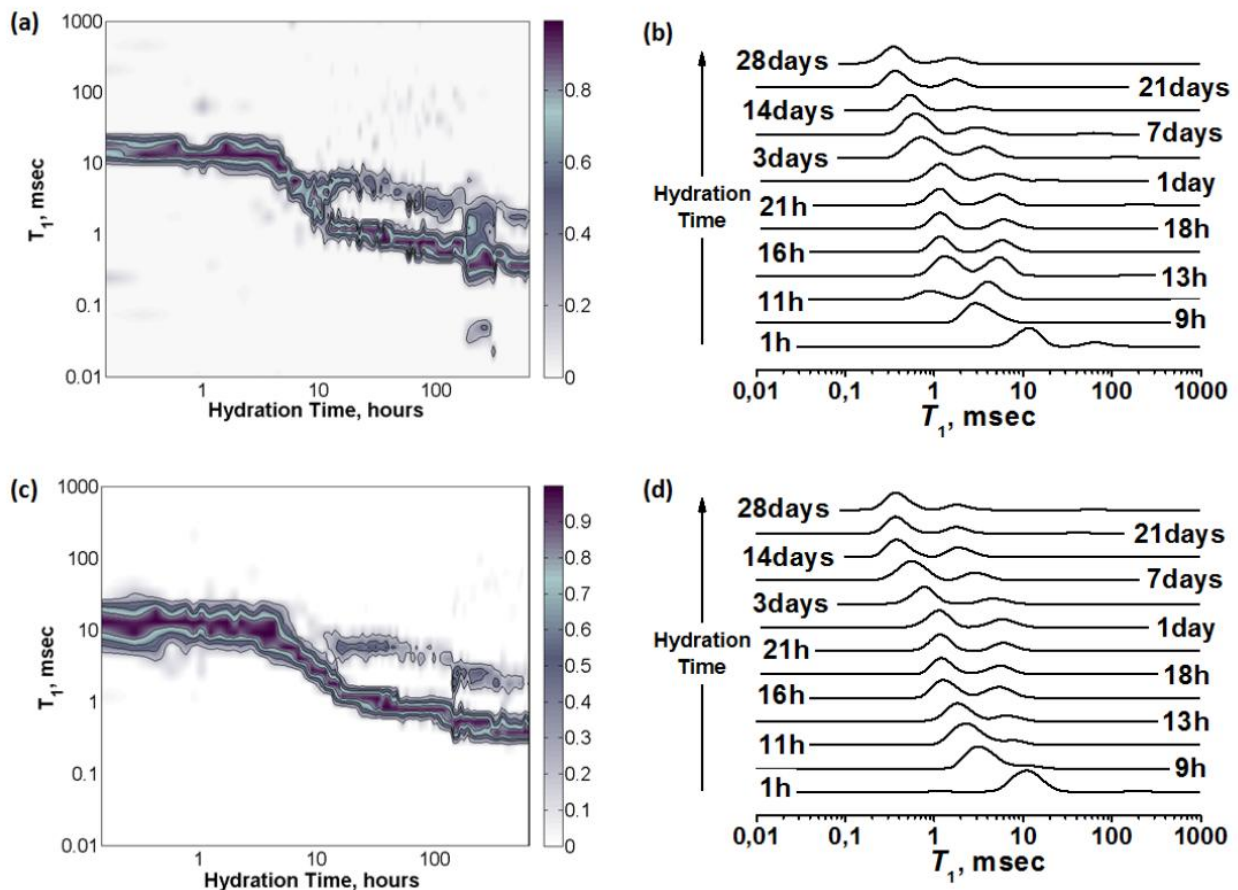 (a)
1000
100
10
1
0.1
0.01
T1, msec
1
10
100
Hydration Time, hours
0.8
0.6
0.4
0.2
0
(b)
28days
21days
14days
7days
3days
1day
21h
18h
16h
13h
11h
9h
1h
Hydration
Time
0,01
0,1
1
10
100
1000
T1, msec
(c)
1000
100
10
1
0.1
0.01
T1, msec
1
10
100
Hydration Time, hours
0.9
0.8
0.7
0.6
0.5
0.4
0.3
0.2
0.1
0
(d)
28days
21days
14days
7days
3days
1day
21h
18h
16h
13h
11h
9h
1h
Hydration
Time
0,01
0,1
1
10
100
1000
T1, msec